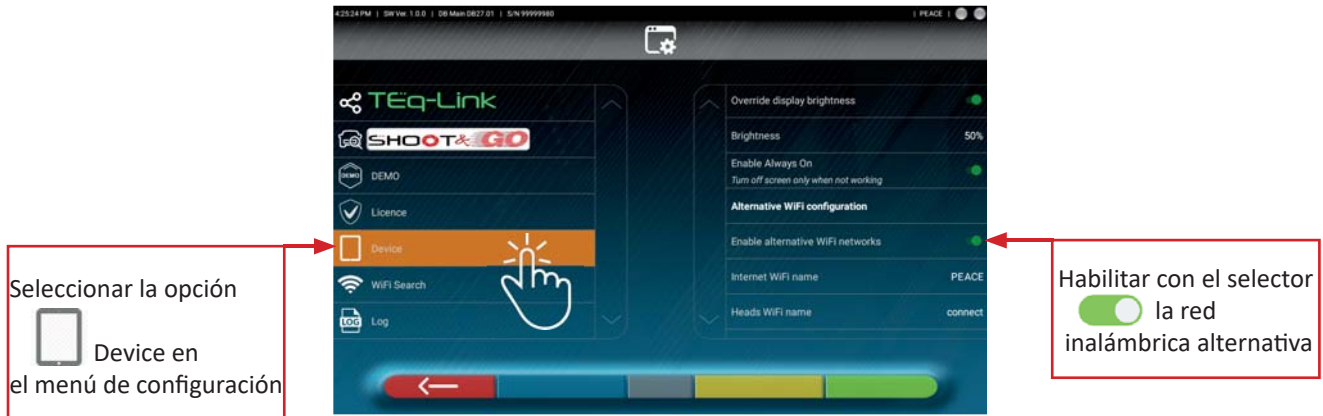 4:25:24 PM | SW Ver. 1.0.0 | DB Main DB27.01 | S/N 99999980
| PEACE |
TEq-Link
SHOOT& GO
DEMO
DEMO
Licence
Device
WiFi Search
LOG
Log
Override display brightness
Brightness
50%
Enable Always On
Turn off screen only when not working
Alternative WiFi configuration
Enable alternative WiFi networks
Internet WiFi name
PEACE
Heads WiFi name
connect
Seleccionar la opción
Device en
el menú de configuración
Habilitar con el selector
la red
inalámbrica alternativa